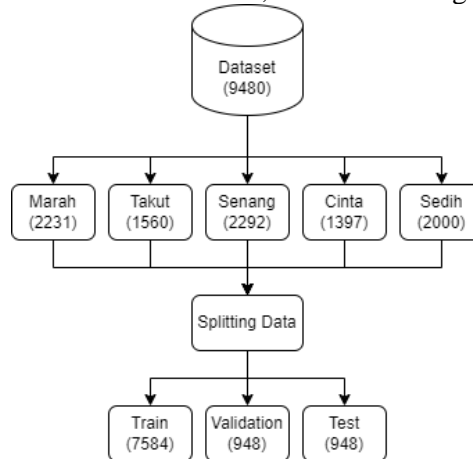 Dataset
(9480)
Marah
(2231)
Takut
(1560)
Senang
(2292)
Cinta
(1397)
Sedih
(2000)
Splitting Data
Train
(7584)
Validation
(948)
Test
(948)